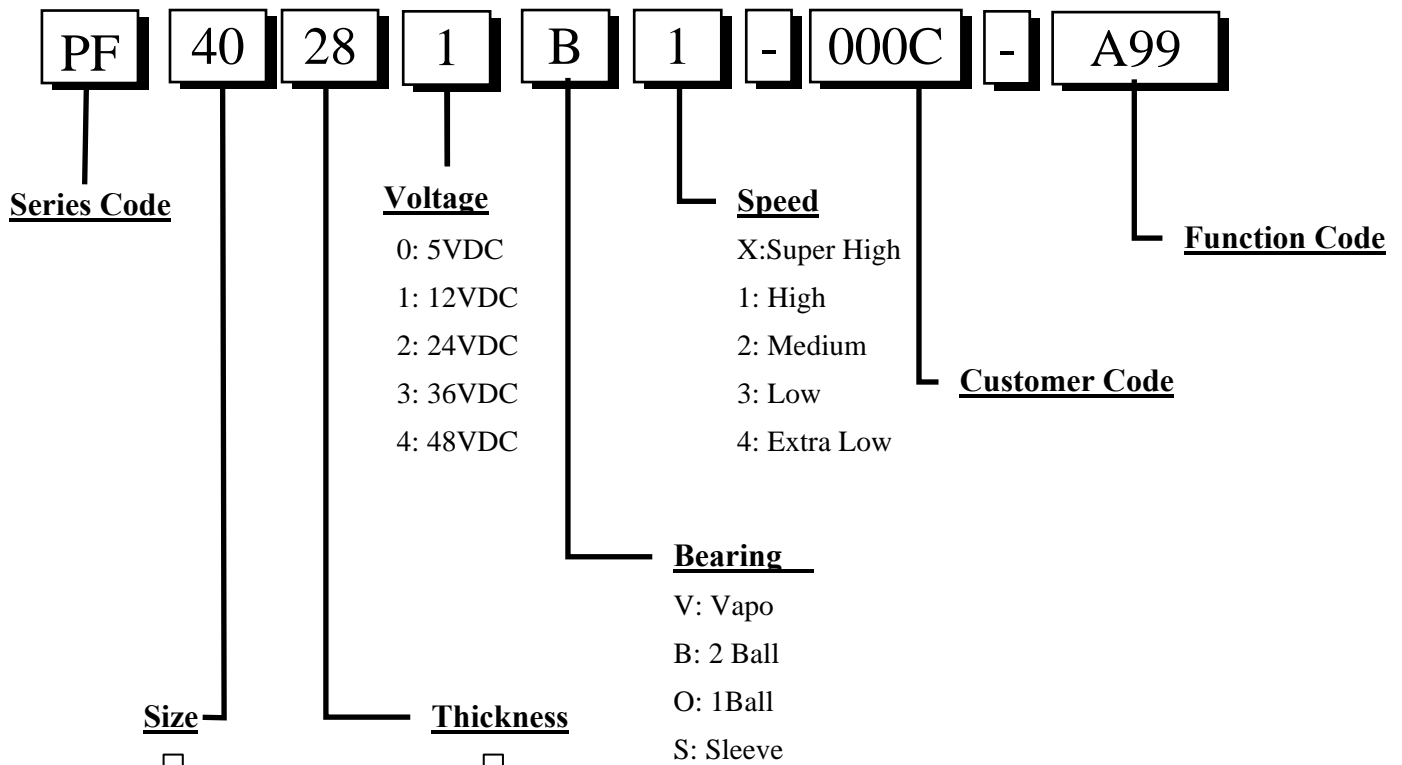 PF 40 28 1 B 1 - 000C - A99
Series Code
Voltage
0: 5VDC
1: 12VDC
2: 24VDC
3: 36VDC
4: 48VDC
Speed
X:Super High
1: High
2: Medium
3: Low
4: Extra Low
Function Code
Customer Code
Bearing
V: Vapo
B: 2 Ball
O: 1Ball
S: Sleeve
Size
Thickness